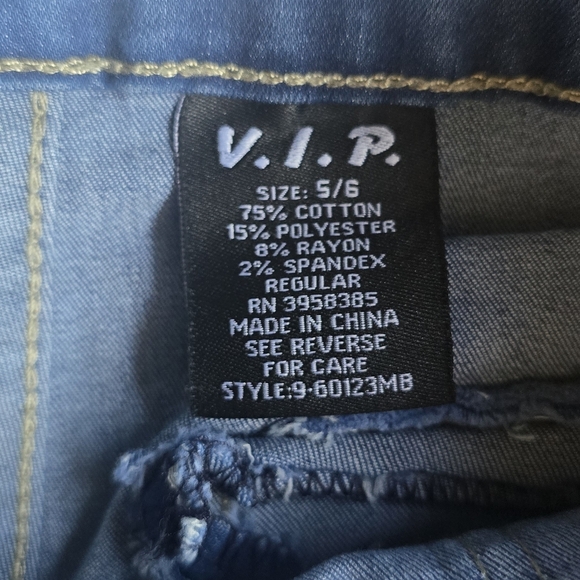 V.I.P.
SIZE: 5/6
75% COTTON
15% POLYESTER
8% RAYON
2% SPANDEX
REGULAR
RN 3958385
MADE IN CHINA
SEE REVERSE
FOR CARE
STYLE:9-60123MB